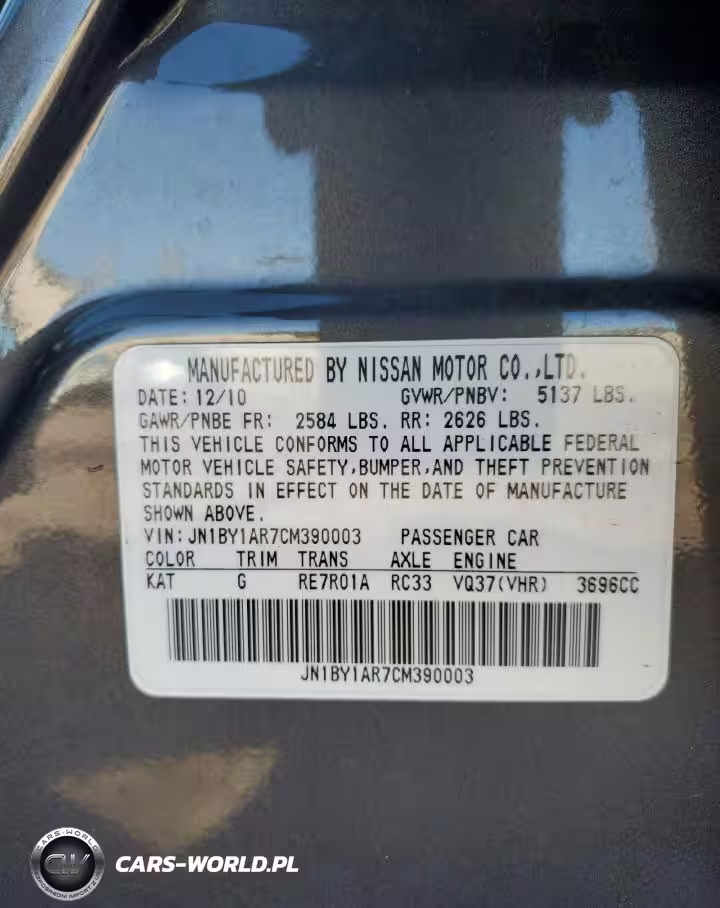 MANUFACTURED BY NISSAN MOTOR CO.,LTD.
DATE: 12/10 GVWR/PNBV: 5137 LBS.
GAWR/PNBE FR: 2584 LBS. RR: 2626 LBS.
THIS VEHICLE CONFORMS TO ALL APPLICABLE FEDERAL
MOTOR VEHICLE SAFETY,BUMPER,AND THEFT PREVENTION
STANDARDS IN EFFECT ON THE DATE OF MANUFACTURE
SHOWN ABOVE.
VIN: JN1BY1AR7CM390003 PASSENGER CAR
COLOR TRIM TRANS AXLE ENGINE
KAT G RE7R01A RC33 VQ37(VHR) 3696CC
JN1BY1AR7CM390003
CARS-WORLD
CW
CARS-WORLD.PL